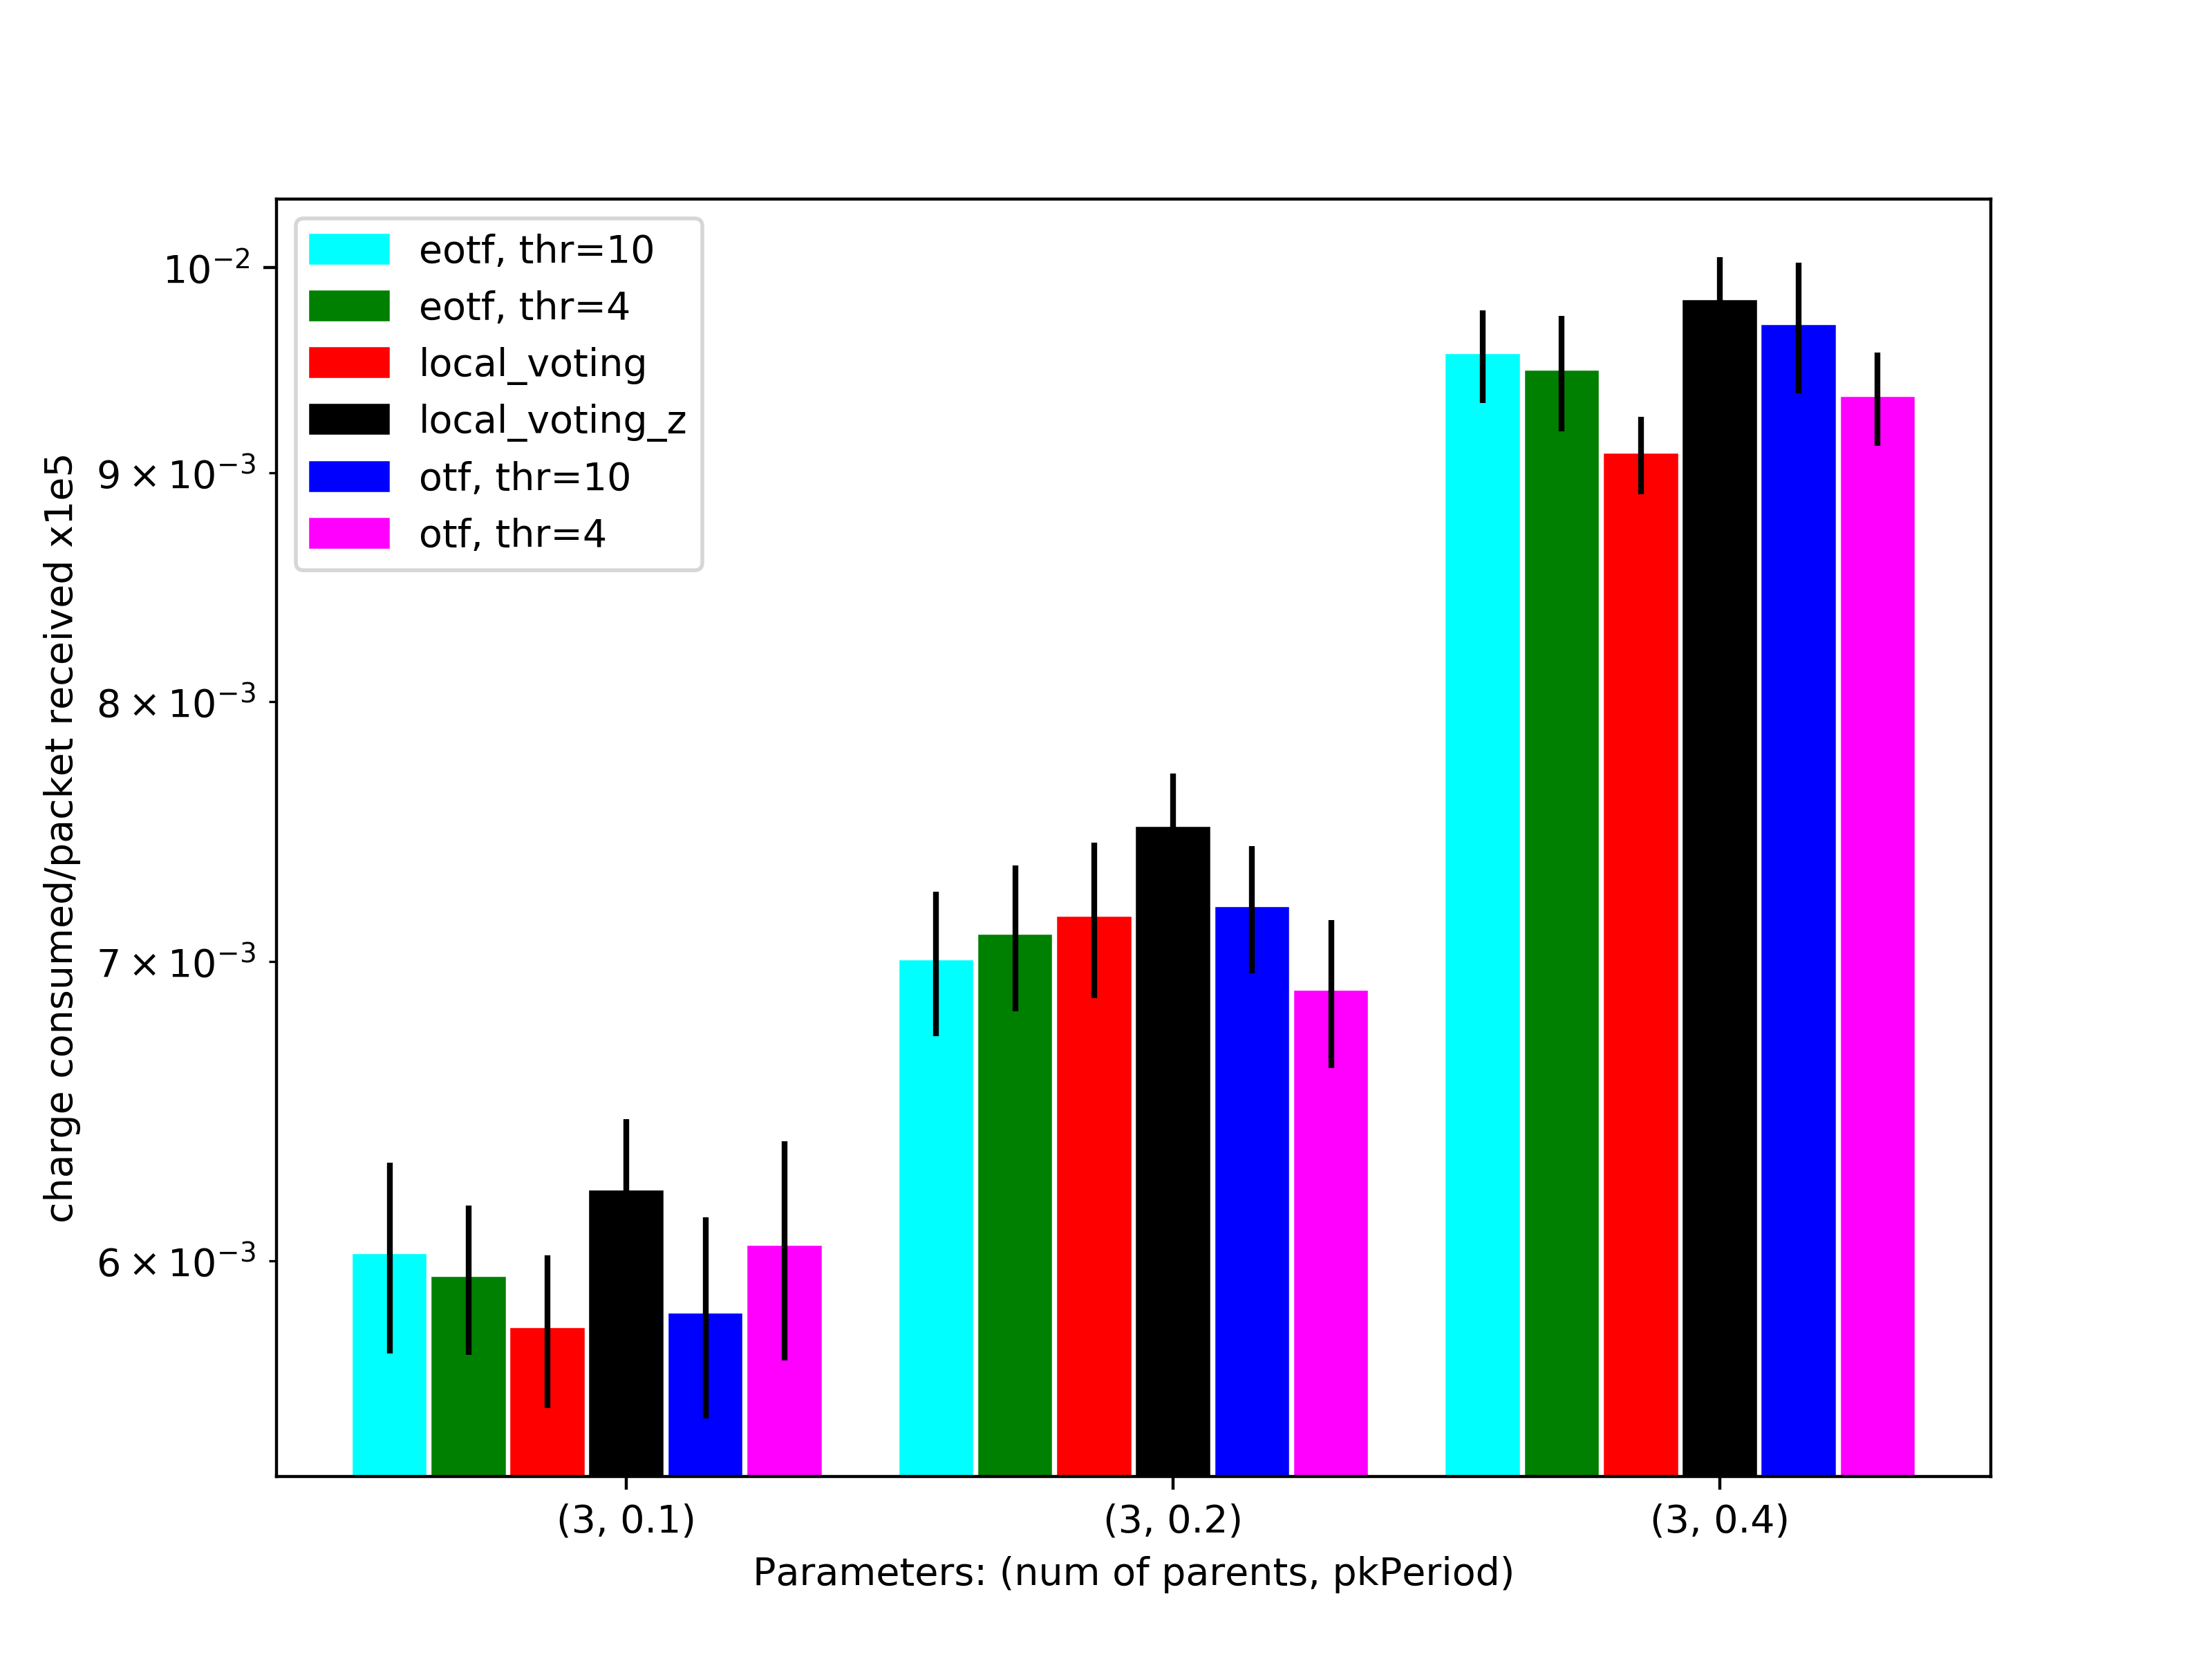 eotf, thr=10
eotf, thr=4
local_voting
local_voting_z
otf, thr=10
otf, thr=4
10⁻²
9 × 10⁻³
8 × 10⁻³
7 × 10⁻³
6 × 10⁻³
charge consumed/packet received x1e5
(3, 0.1)
(3, 0.2)
(3, 0.4)
Parameters: (num of parents, pkPeriod)